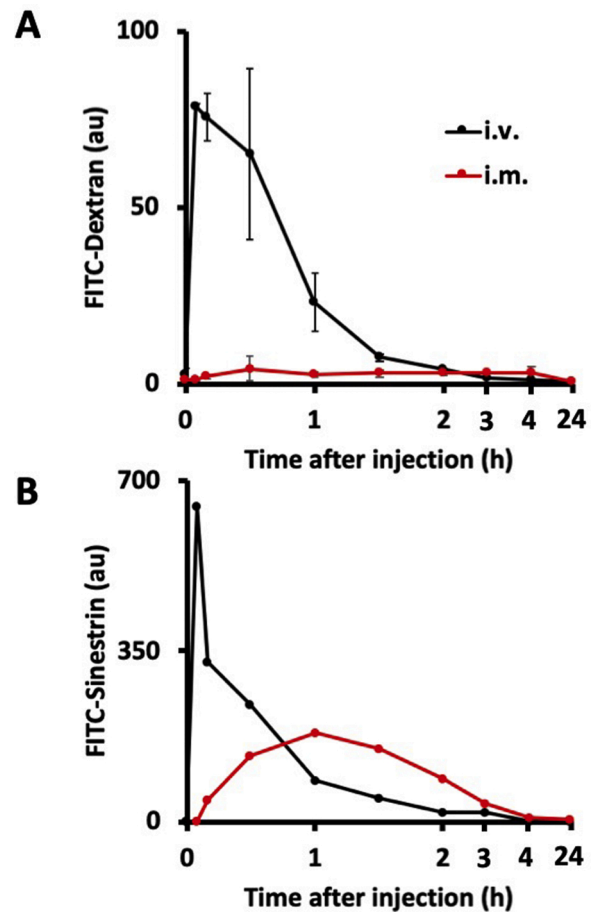 A
100
50
0
FITC-Dextran (au)
i.v.
i.m.
0 1 2 3 4 24
Time after injection (h)
B
700
350
0
FITC-Sinestrin (au)
0 1 2 3 4 24
Time after injection (h)